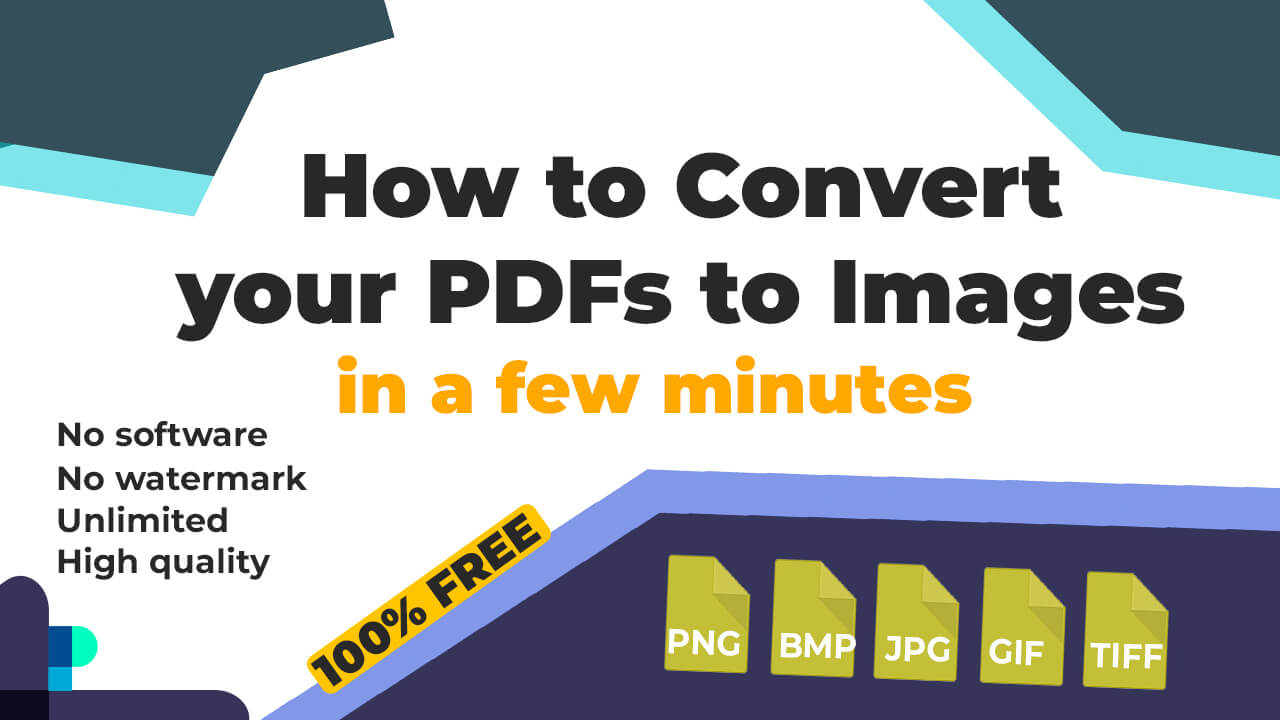 How to Convert
your PDFs to Images
in a few minutes
No software
No watermark
Unlimited
High quality
100% FREE
PNG
BMP
JPG
GIF
TIFF